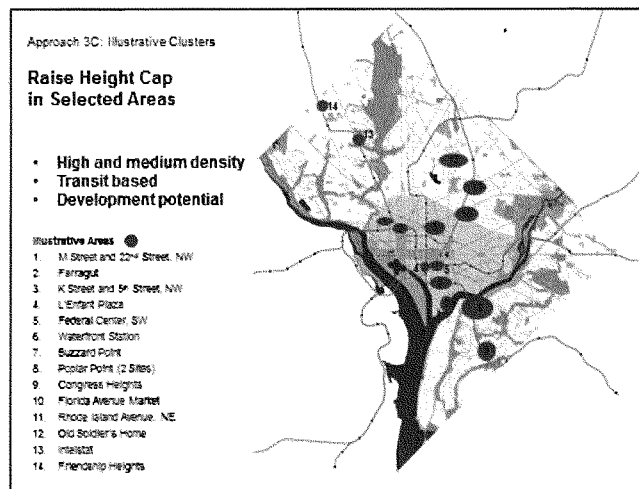 Approach 3C: Illustrative Clusters
Raise Height Cap
in Selected Areas
• High and medium density
• Transit based
• Development potential
Illustrative Areas
1. M Street and 22nd Street, NW
2. Farragut
3. K Street and 5th Street, NW
4. L'Enfant Plaza
5. Federal Center, SW
6. Waterfront Station
7. Buzzard Point
8. Poplar Point (2 Sites)
9. Congress Heights
10. Florida Avenue Market
11. Rhode Island Avenue, NE
12. Old Soldier's Home
13. Intelstat
14. Friendship Heights
14
13